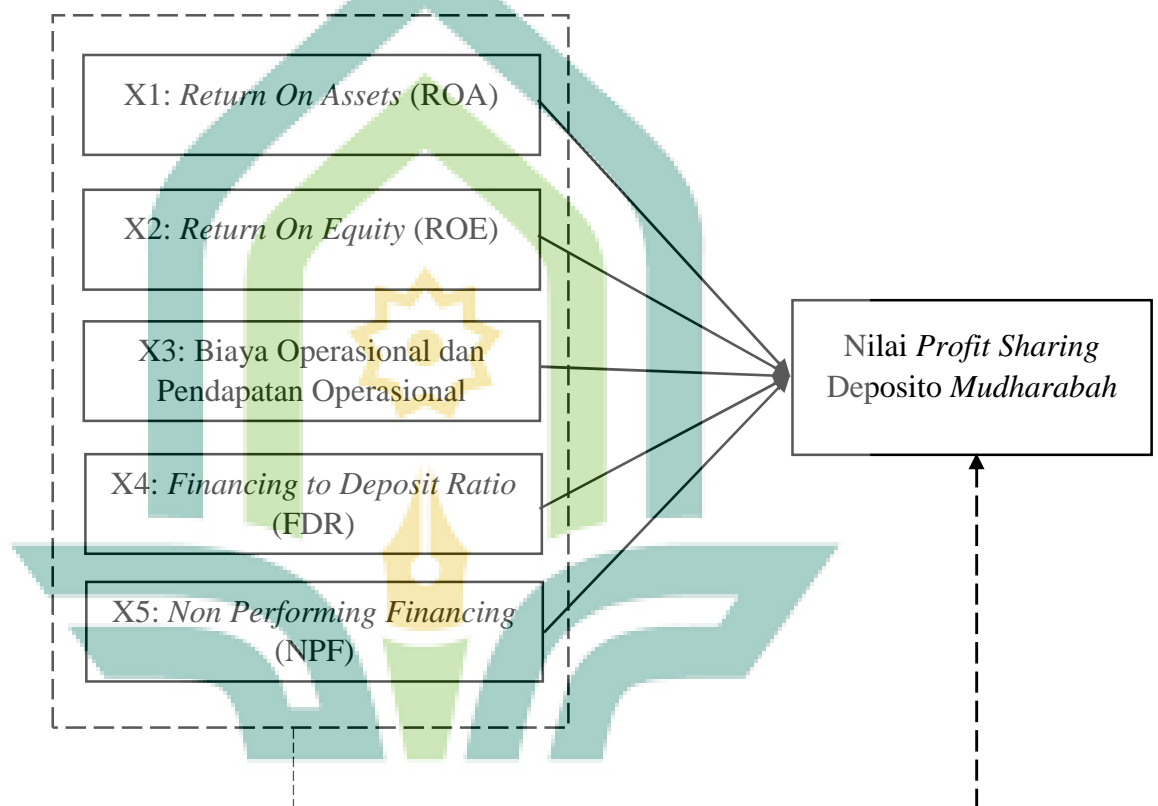 X1: Return On Assets (ROA)
X2: Return On Equity (ROE)
X3: Biaya Operasional dan
Pendapatan Operasional
X4: Financing to Deposit Ratio
(FDR)
X5: Non Performing Financing
(NPF)
Nilai Profit Sharing
Deposito Mudharabah